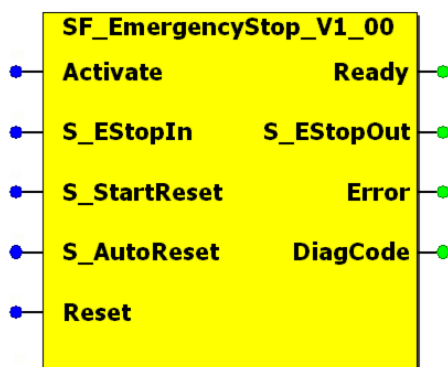 SF_EmergencyStop_V1_00
Activate Ready
S_EStopIn S_EStopOut
S_StartReset Error
S_AutoReset DiagCode
Reset